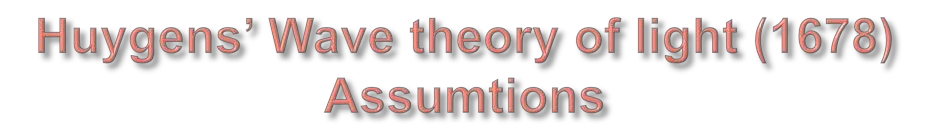 Huygens’ Wave theory of light (1678)
Assumtions